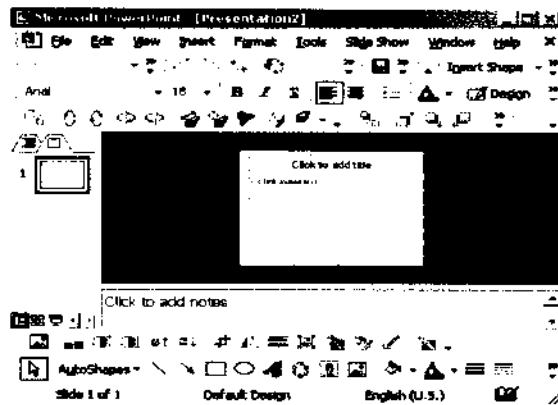 Microsoft PowerPoint - [Presentation2]
File Edit View Insert Format Tools Slide Show Window Help
Insert Shape
Arial 18 B I Design
1
Click to add title
Click to add notes
AutoShapes
Slide 1 of 1 Default Design English (U.S.)